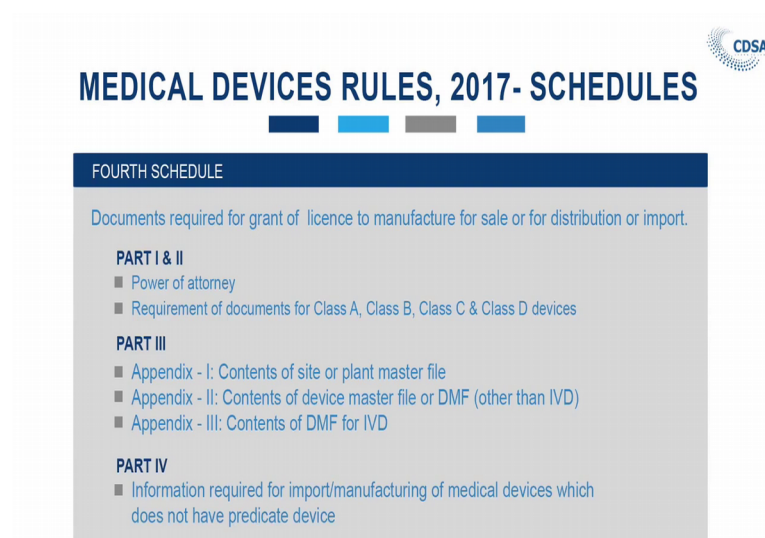 CDSA
MEDICAL DEVICES RULES, 2017- SCHEDULES
FOURTH SCHEDULE
Documents required for grant of licence to manufacture for sale or for distribution or import.
PART I & II
Power of attorney
Requirement of documents for Class A, Class B, Class C & Class D devices
PART III
Appendix - I: Contents of site or plant master file
Appendix - II: Contents of device master file or DMF (other than IVD)
Appendix - III: Contents of DMF for IVD
PART IV
Information required for import/manufacturing of medical devices which
does not have predicate device